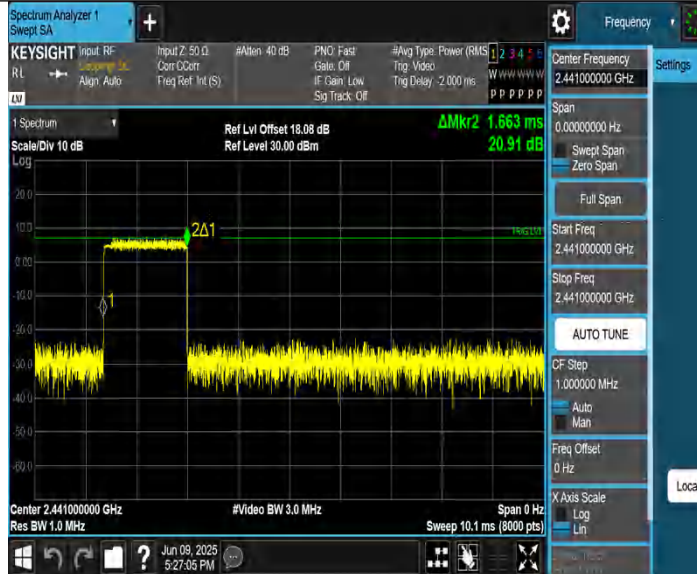 Spectrum Analyzer 1
Swept SA
Frequency
KEYSIGHT
RL
Input: RF
Align: Auto
Input Z: 50 Ω
Corr CCorr
Freq Ref: Int (S)
#Atten: 40 dB
PNO: Fast
Gate: Off
IF Gain: Low
Sig Track: Off
#Avg Type: Power (RMS
Trig: Video
Trig Delay: -2.000 ms
1 2 3 4 5 6
W W W W W W
P P P P P P
Settings
Center Frequency
2.441000000 GHz
Span
0.00000000 Hz
Swept Span
Zero Span
Full Span
Start Freq
2.441000000 GHz
Stop Freq
2.441000000 GHz
AUTO TUNE
CF Step
1.000000 MHz
Auto
Man
Freq Offset
0 Hz
X Axis Scale
Log
Lin
Loca
LXI
1 Spectrum
Scale/Div 10 dB
Ref Lvl Offset 18.08 dB
Ref Level 30.00 dBm
ΔMkr2 1.663 ms
20.91 dB
Log
20.0
10.0
0.00
-10.0
-20.0
-30.0
-40.0
-50.0
-60.0
2Δ1
1
TRIG LVL
Center 2.441000000 GHz
Res BW 1.0 MHz
#Video BW 3.0 MHz
Span 0 Hz
Sweep 10.1 ms (8000 pts)
?
Jun 09, 2025
5:27:05 PM